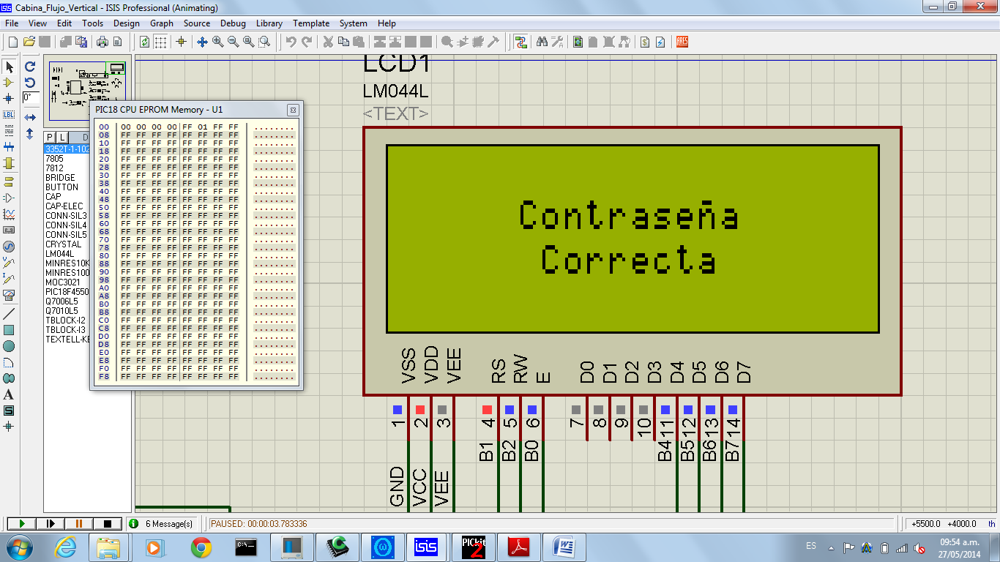 Cabina_Flujo_Vertical - ISIS Professional (Animating)
File View Edit Tools Design Graph Source Debug Library Template System Help
LCD1
LM044L
<TEXT>
0°
LBL
P L D
3352T-1-102
7805
7812
BRIDGE
BUTTON
CAP
CAP-ELEC
CONN-SIL3
CONN-SIL4
CONN-SIL5
CRYSTAL
LM044L
MINRES10K
MINRES100
MOC3021
PIC18F4550
Q7006L5
Q7010L5
TBLOCK-I2
TBLOCK-I3
TEXTELL-KE
PIC18 CPU EPROM Memory - U1
00 00 00 00 00 FF 01 FF FF ........
08 FF FF FF FF FF FF FF FF ........
10 FF FF FF FF FF FF FF FF ........
18 FF FF FF FF FF FF FF FF ........
20 FF FF FF FF FF FF FF FF ........
28 FF FF FF FF FF FF FF FF ........
30 FF FF FF FF FF FF FF FF ........
38 FF FF FF FF FF FF FF FF ........
40 FF FF FF FF FF FF FF FF ........
48 FF FF FF FF FF FF FF FF ........
50 FF FF FF FF FF FF FF FF ........
58 FF FF FF FF FF FF FF FF ........
60 FF FF FF FF FF FF FF FF ........
68 FF FF FF FF FF FF FF FF ........
70 FF FF FF FF FF FF FF FF ........
78 FF FF FF FF FF FF FF FF ........
80 FF FF FF FF FF FF FF FF ........
88 FF FF FF FF FF FF FF FF ........
90 FF FF FF FF FF FF FF FF ........
98 FF FF FF FF FF FF FF FF ........
A0 FF FF FF FF FF FF FF FF ........
A8 FF FF FF FF FF FF FF FF ........
B0 FF FF FF FF FF FF FF FF ........
B8 FF FF FF FF FF FF FF FF ........
C0 FF FF FF FF FF FF FF FF ........
C8 FF FF FF FF FF FF FF FF ........
D0 FF FF FF FF FF FF FF FF ........
D8 FF FF FF FF FF FF FF FF ........
E0 FF FF FF FF FF FF FF FF ........
E8 FF FF FF FF FF FF FF FF ........
F0 FF FF FF FF FF FF FF FF ........
F8 FF FF FF FF FF FF FF FF ........
Contraseña
Correcta
VSS VDD VEE RS RW E D0 D1 D2 D3 D4 D5 D6 D7
1 2 3 4 5 6 7 8 9 10 11 12 13 14
B1 B2 B0 B4 B5 B6 B7
GND VCC VEE
6 Message(s) PAUSED: 00:00:03.783336 +5500.0 +4000.0 th
isis PICkit 2 ES 09:54 a.m.
27/05/2014